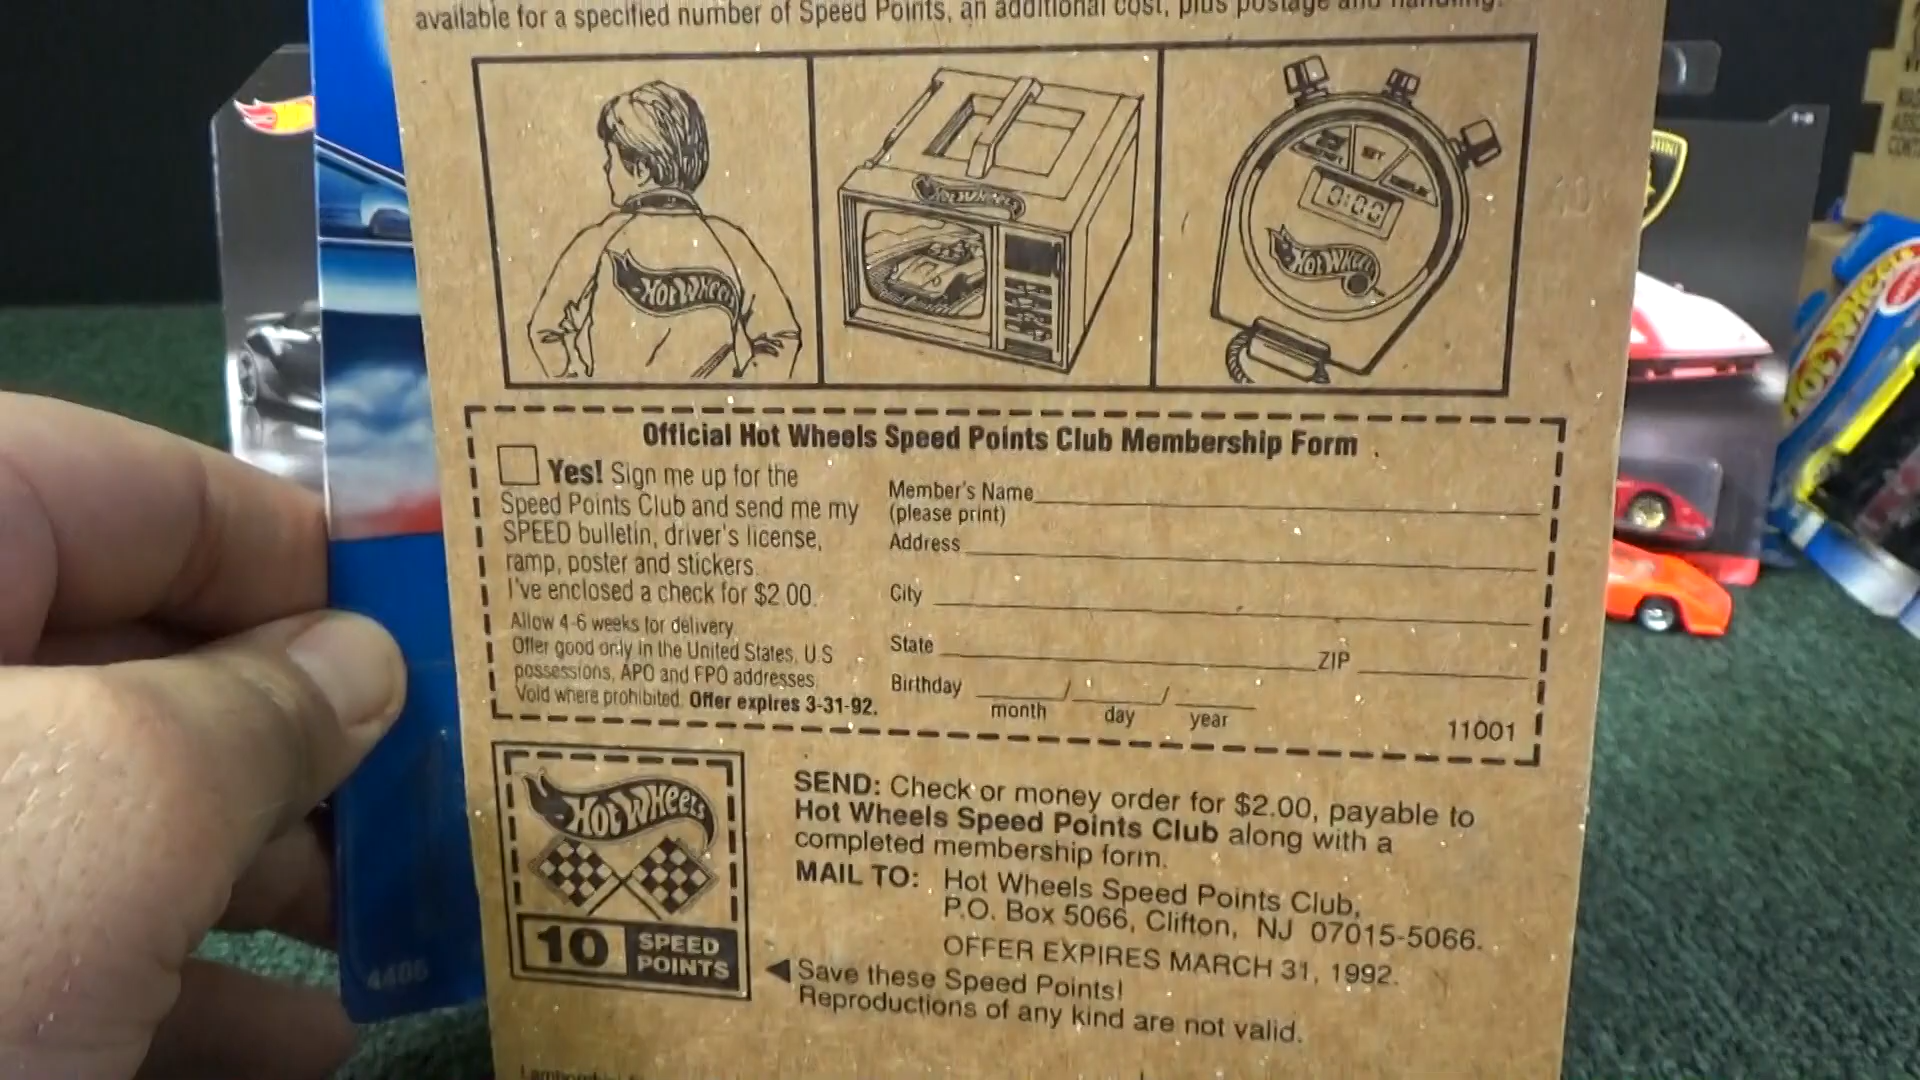 available for a specified number of Speed Points, an additional cost, plus postage and handling.
HOT WHEELS
SET
0:00
HOT WHEELS
HOT WHEELS
Official Hot Wheels Speed Points Club Membership Form
Yes! Sign me up for the
Speed Points Club and send me my
SPEED bulletin, driver's license,
ramp, poster and stickers.
I've enclosed a check for $2.00.
Allow 4-6 weeks for delivery.
Offer good only in the United States, U.S
possessions, APO and FPO addresses.
Void where prohibited. Offer expires 3-31-92.
Member's Name
(please print)
Address
City
State ZIP
Birthday / /
month day year
11001
HOT WHEELS
10 SPEED
POINTS
SEND: Check or money order for $2.00, payable to
Hot Wheels Speed Points Club along with a
completed membership form.
MAIL TO: Hot Wheels Speed Points Club,
P.O. Box 5066, Clifton, NJ 07015-5066.
OFFER EXPIRES MARCH 31, 1992.
Save these Speed Points!
Reproductions of any kind are not valid.
HOT WHEELS